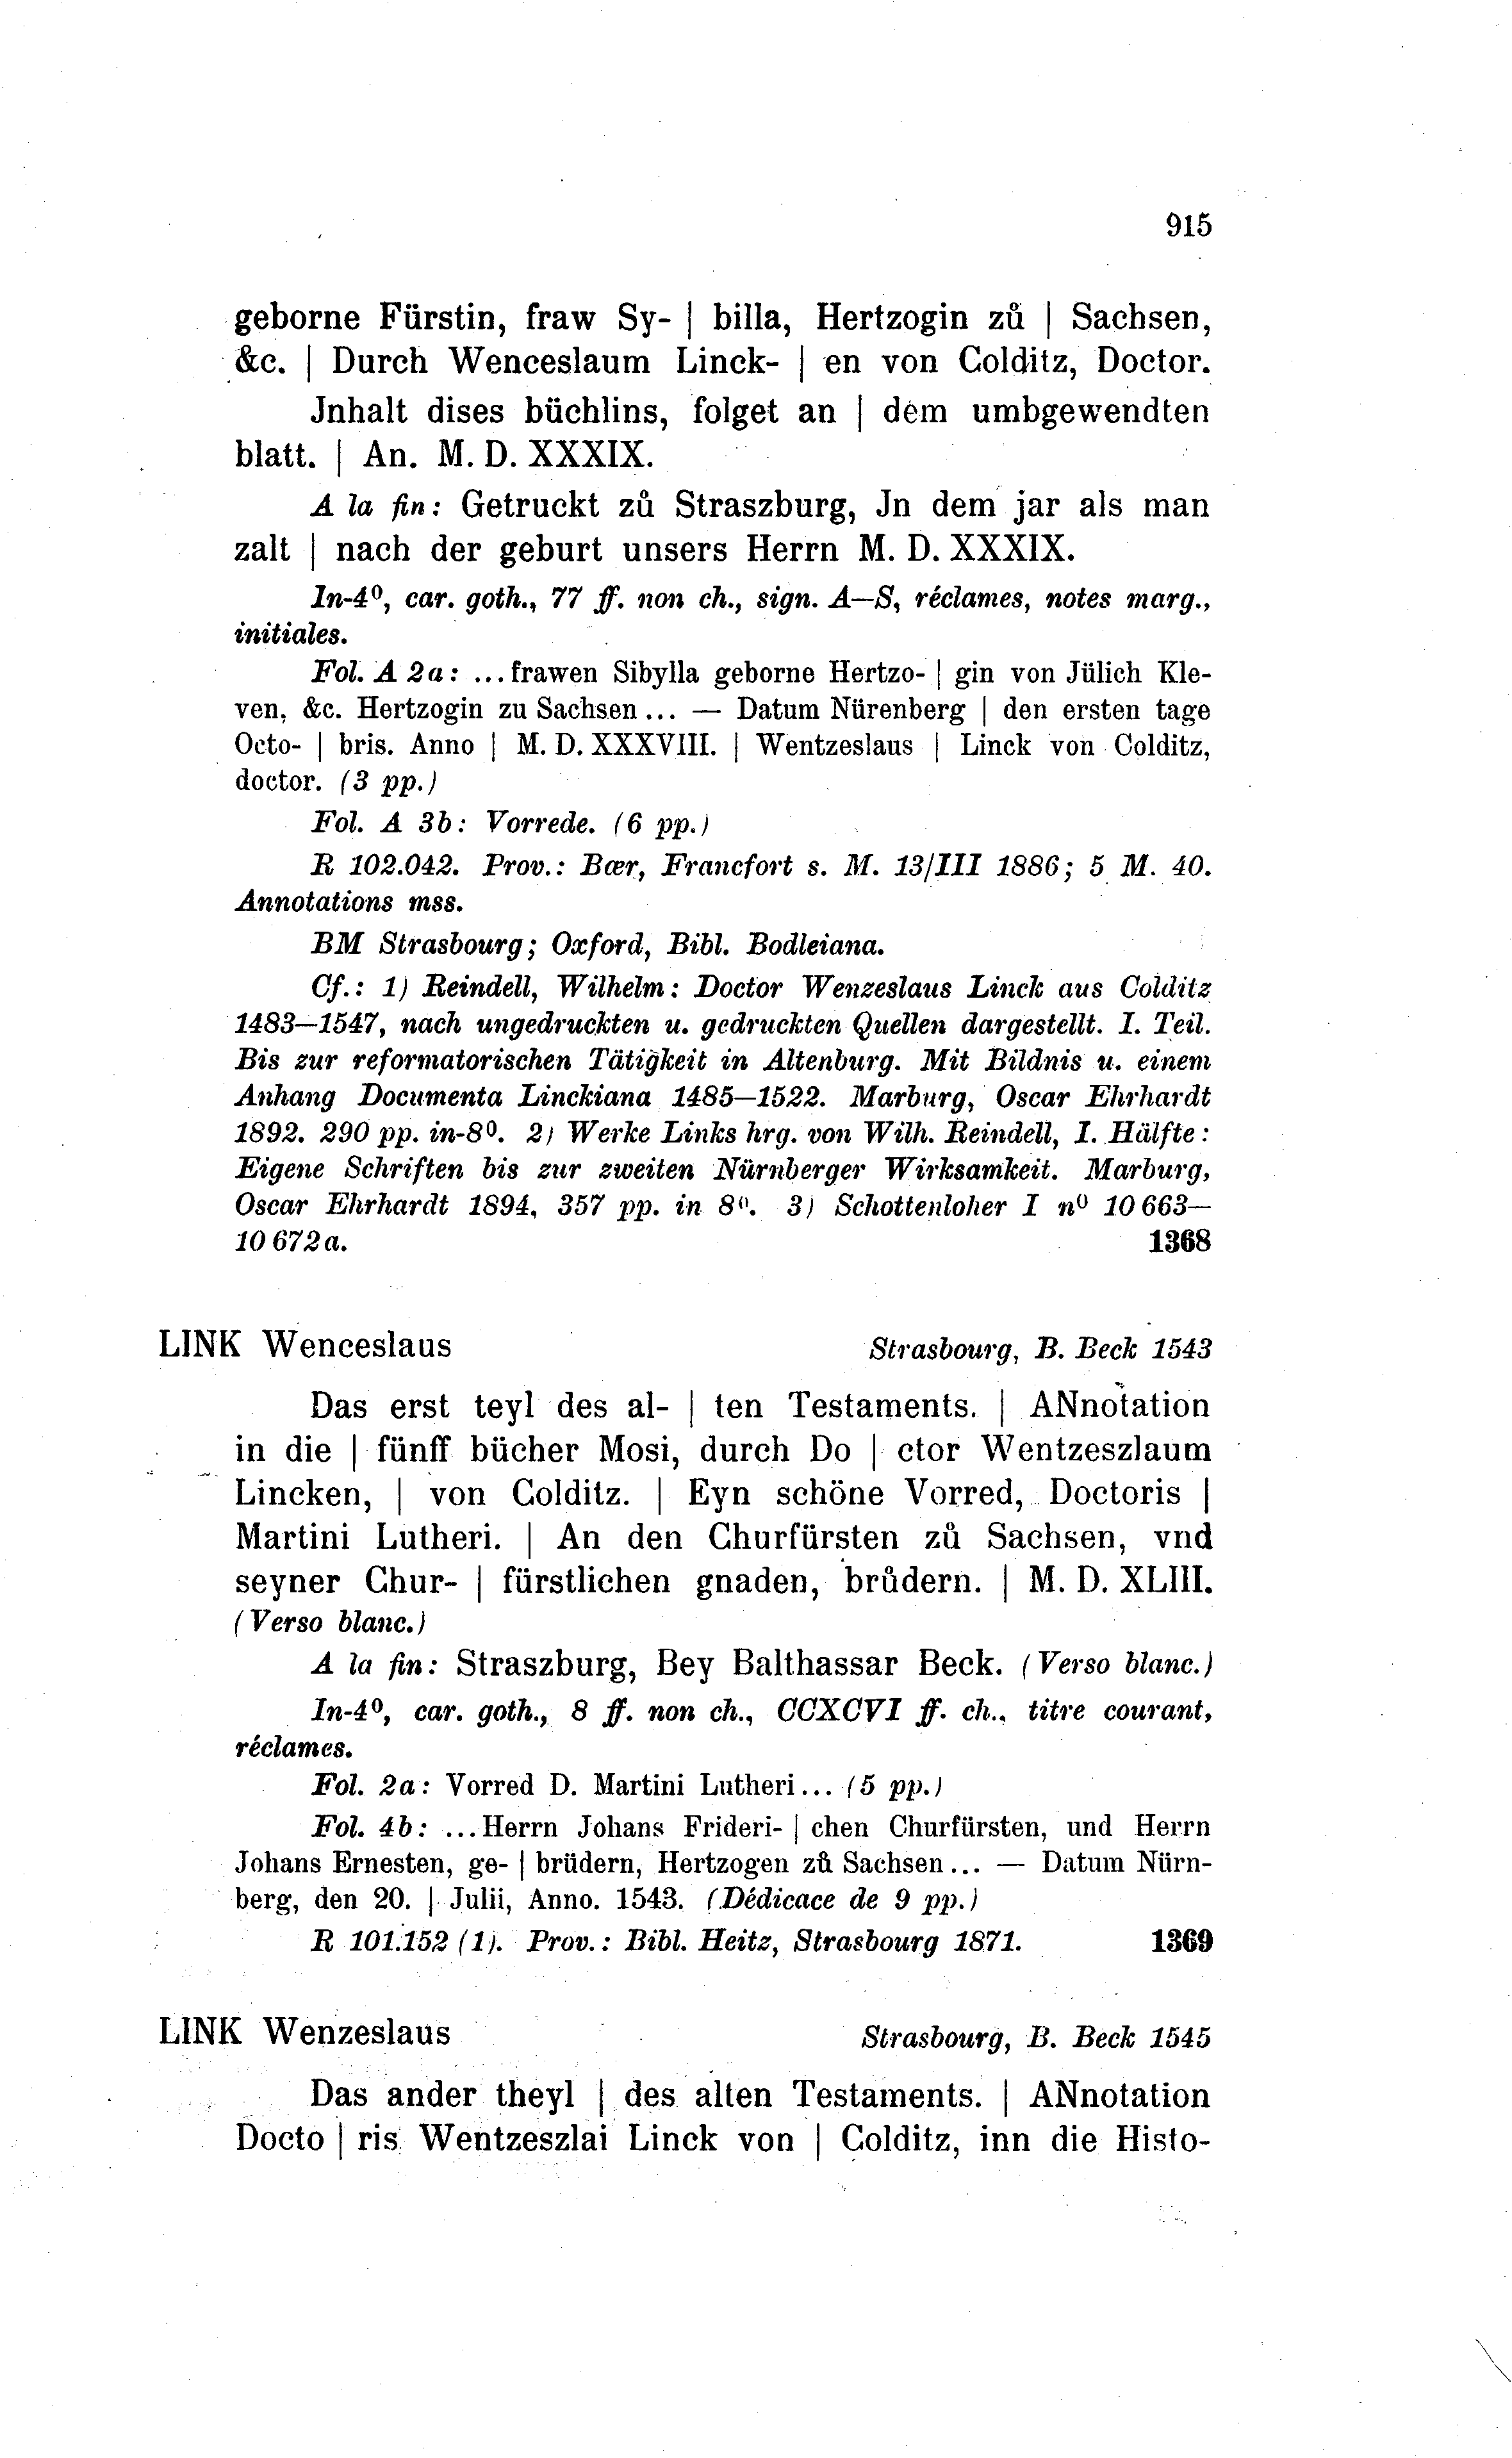 915
geborne Fürstin, fraw Sy- | billa, Hertzogin zů | Sachsen,
&c. | Durch Wenceslaum Linck- | en von Colditz, Doctor.
Jnhalt dises büchlins, folget an | dem umbgewendten
blatt. | An. M. D. XXXIX.
A la fin: Getruckt zů Straszburg, Jn dem jar als man
zalt | nach der geburt unsers Herrn M. D. XXXIX.
In-4⁰, car. goth., 77 ff. non ch., sign. A—S, réclames, notes marg.,
initiales.
Fol. A 2a: ... frawen Sibylla geborne Hertzo- | gin von Jülich Kle-
ven, &c. Hertzogin zu Sachsen ... — Datum Nürenberg | den ersten tage
Octo- | bris. Anno | M. D. XXXVIII. | Wentzeslaus | Linck von Colditz,
doctor. (3 pp.)
Fol. A 3b: Vorrede. (6 pp.)
R 102.042. Prov.: Bær, Francfort s. M. 13/III 1886; 5 M. 40.
Annotations mss.
BM Strasbourg; Oxford, Bibl. Bodleiana.
Cf.: 1) Reindell, Wilhelm: Doctor Wenzeslaus Linck aus Colditz
1483—1547, nach ungedruckten u. gedruckten Quellen dargestellt. I. Teil.
Bis zur reformatorischen Tätigkeit in Altenburg. Mit Bildnis u. einem
Anhang Documenta Linckiana 1485—1522. Marburg, Oscar Ehrhardt
1892. 290 pp. in-8⁰. 2) Werke Links hrg. von Wilh. Reindell, I. Hälfte:
Eigene Schriften bis zur zweiten Nürnberger Wirksamkeit. Marburg,
Oscar Ehrhardt 1894, 357 pp. in 8⁰. 3) Schottenloher I n⁰ 10 663—
10 672 a. 1368
LINK Wenceslaus Strasbourg, B. Beck 1543
Das erst teyl des al- | ten Testaments. | ANnotation
in die | fünff bücher Mosi, durch Do | ctor Wentzeszlaum
Lincken, | von Colditz. | Eyn schöne Vorred, Doctoris |
Martini Lutheri. | An den Churfürsten zů Sachsen, vnd
seyner Chur- | fürstlichen gnaden, brůdern. | M. D. XLIII.
(Verso blanc.)
A la fin: Straszburg, Bey Balthassar Beck. (Verso blanc.)
In-4⁰, car. goth., 8 ff. non ch., CCXCVI ff. ch., titre courant,
réclames.
Fol. 2a: Vorred D. Martini Lutheri... (5 pp.)
Fol. 4b: ... Herrn Johans Frideri- | chen Churfürsten, und Herrn
Johans Ernesten, ge- | brüdern, Hertzogen zů Sachsen ... — Datum Nürn-
berg, den 20. | Julii, Anno. 1543. (Dédicace de 9 pp.)
R 101.152 (1). Prov.: Bibl. Heitz, Strasbourg 1871. 1369
LINK Wenzeslaus Strasbourg, B. Beck 1545
Das ander theyl | des alten Testaments. | ANnotation
Docto | ris Wentzeszlai Linck von | Colditz, inn die Histo-